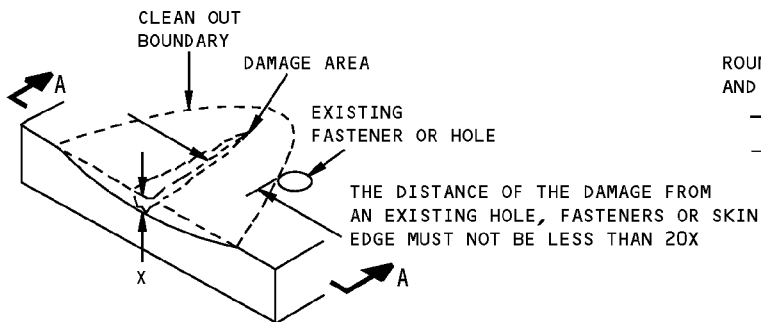 CLEAN OUT
BOUNDARY
DAMAGE AREA
A
EXISTING
FASTENER OR HOLE
THE DISTANCE OF THE DAMAGE FROM
AN EXISTING HOLE, FASTENERS OR SKIN
EDGE MUST NOT BE LESS THAN 20X
X
A
AND